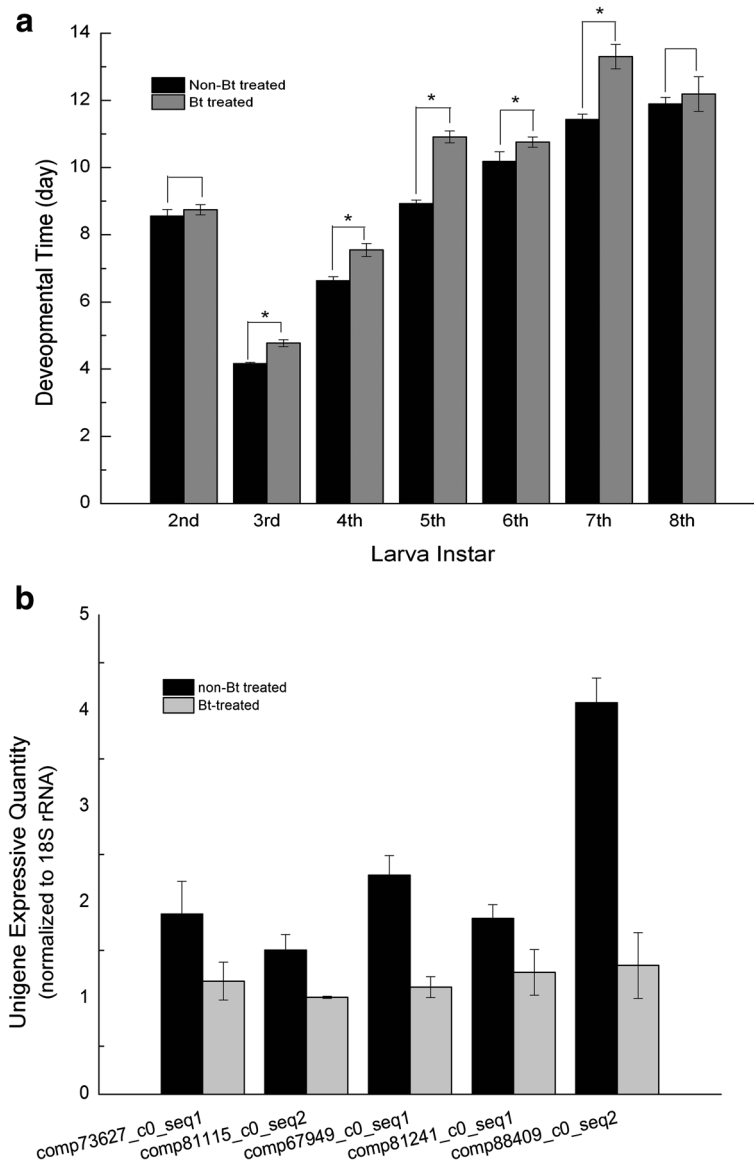 a
14
12
10
8
6
4
2
0
Deveopmental Time (day)
Non-Bt treated
Bt treated
*
*
*
*
*
2nd 3rd 4th 5th 6th 7th 8th
Larva Instar
b
5
4
3
2
1
0
Unigene Expressive Quantity
(normalized to 18S rRNA)
non-Bt treated
Bt-treated
comp73627_c0_seq1
comp81115_c0_seq2
comp67949_c0_seq1
comp81241_c0_seq1
comp88409_c0_seq2